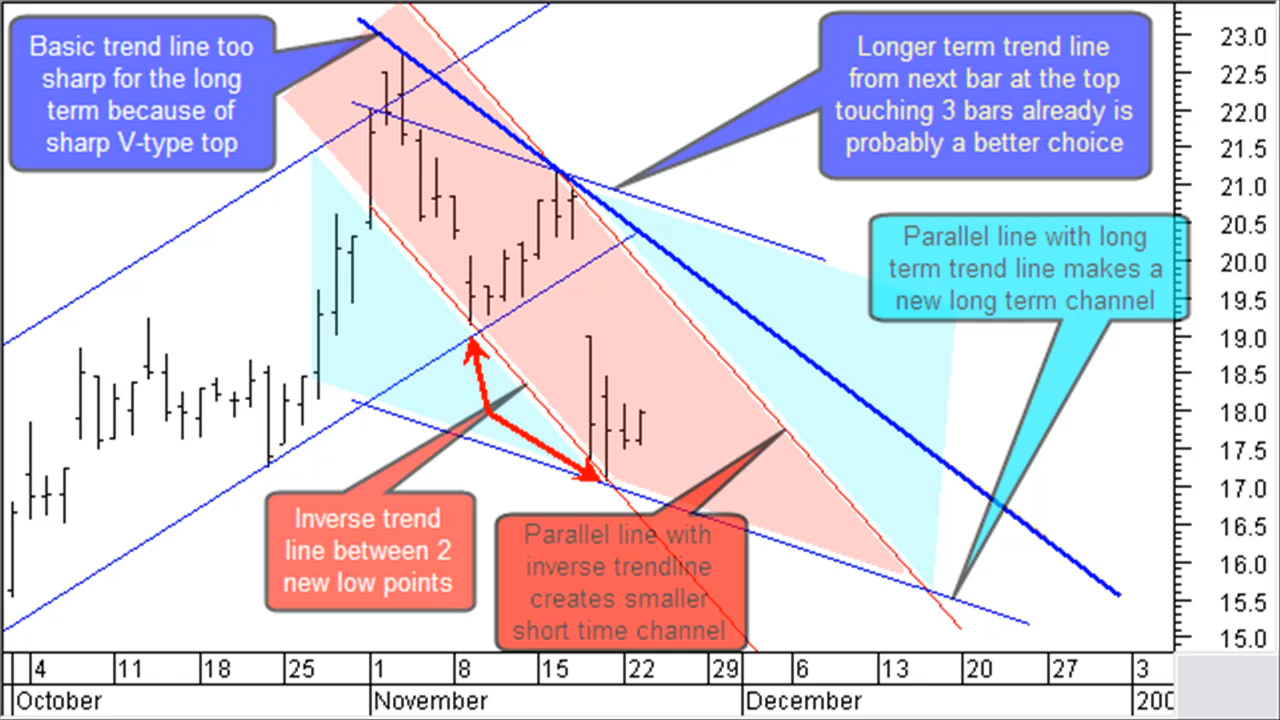 Basic trend line too
sharp for the long
term because of
sharp V-type top
Longer term trend line
from next bar at the top
touching 3 bars already is
probably a better choice
Parallel line with long
term trend line makes a
new long term channel
Inverse trend
line between 2
new low points
Parallel line with
inverse trendline
creates smaller
short time channel
23.0
22.5
22.0
21.5
21.0
20.5
20.0
19.5
19.0
18.5
18.0
17.5
17.0
16.5
16.0
15.5
15.0
4 11 18 25 1 8 15 22 29 6 13 20 27 3
October November December 200